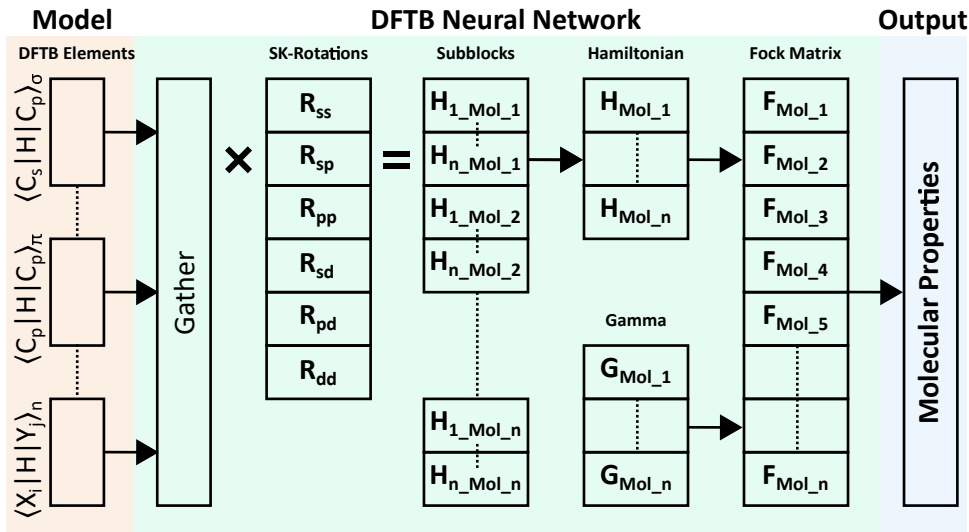 Model
DFTB Neural Network
Output
DFTB Elements
SK-Rotations
Subblocks
Hamiltonian
Fock Matrix
⟨C_s|H|C_p⟩_σ
⟨C_p|H|C_p⟩_π
⟨X_i|H|Y_j⟩_n
Gather
×
R_ss
R_sp
R_pp
R_sd
R_pd
R_dd
=
H_1_Mol_1
H_n_Mol_1
H_1_Mol_2
H_n_Mol_2
H_1_Mol_n
H_n_Mol_n
H_Mol_1
H_Mol_n
Gamma
G_Mol_1
G_Mol_n
F_Mol_1
F_Mol_2
F_Mol_3
F_Mol_4
F_Mol_5
F_Mol_n
Molecular Properties